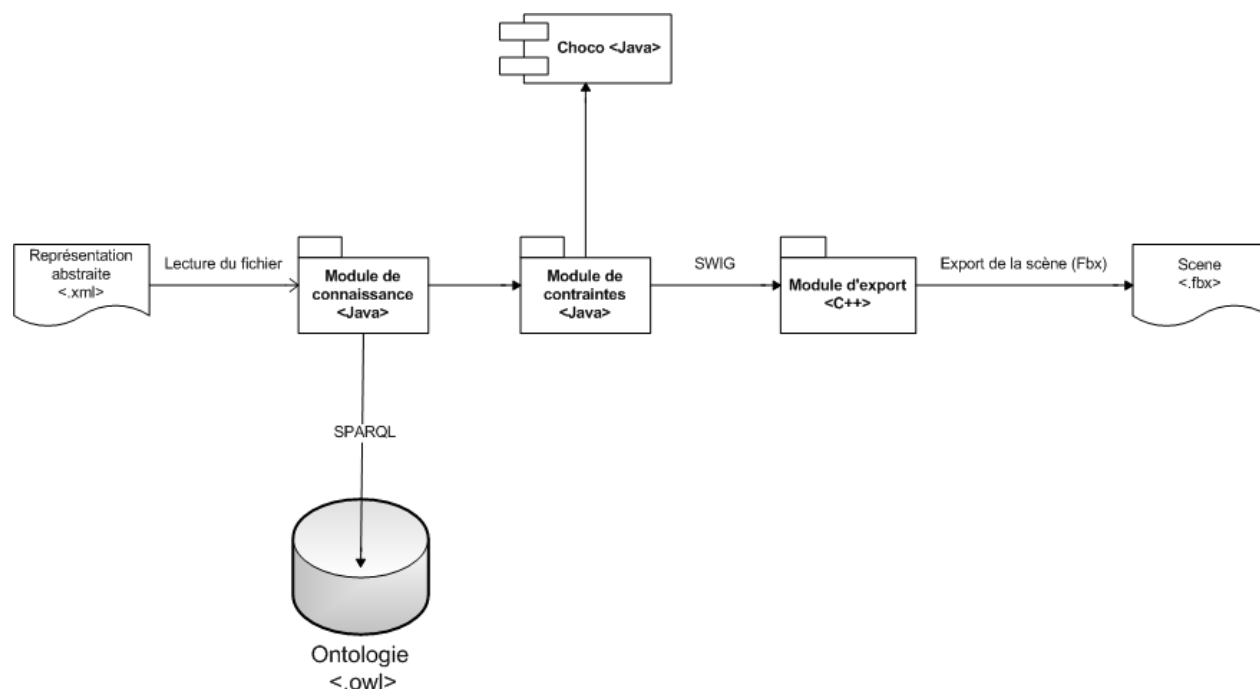 Choco <Java>
Représentation
abstraite
<.xml>
Lecture du fichier
Module de
connaissance
<Java>
Module de
contraintes
<Java>
SWIG
Module d'export
<C++>
Export de la scène (Fbx)
Scene
<.fbx>
SPARQL
Ontologie
<.owl>